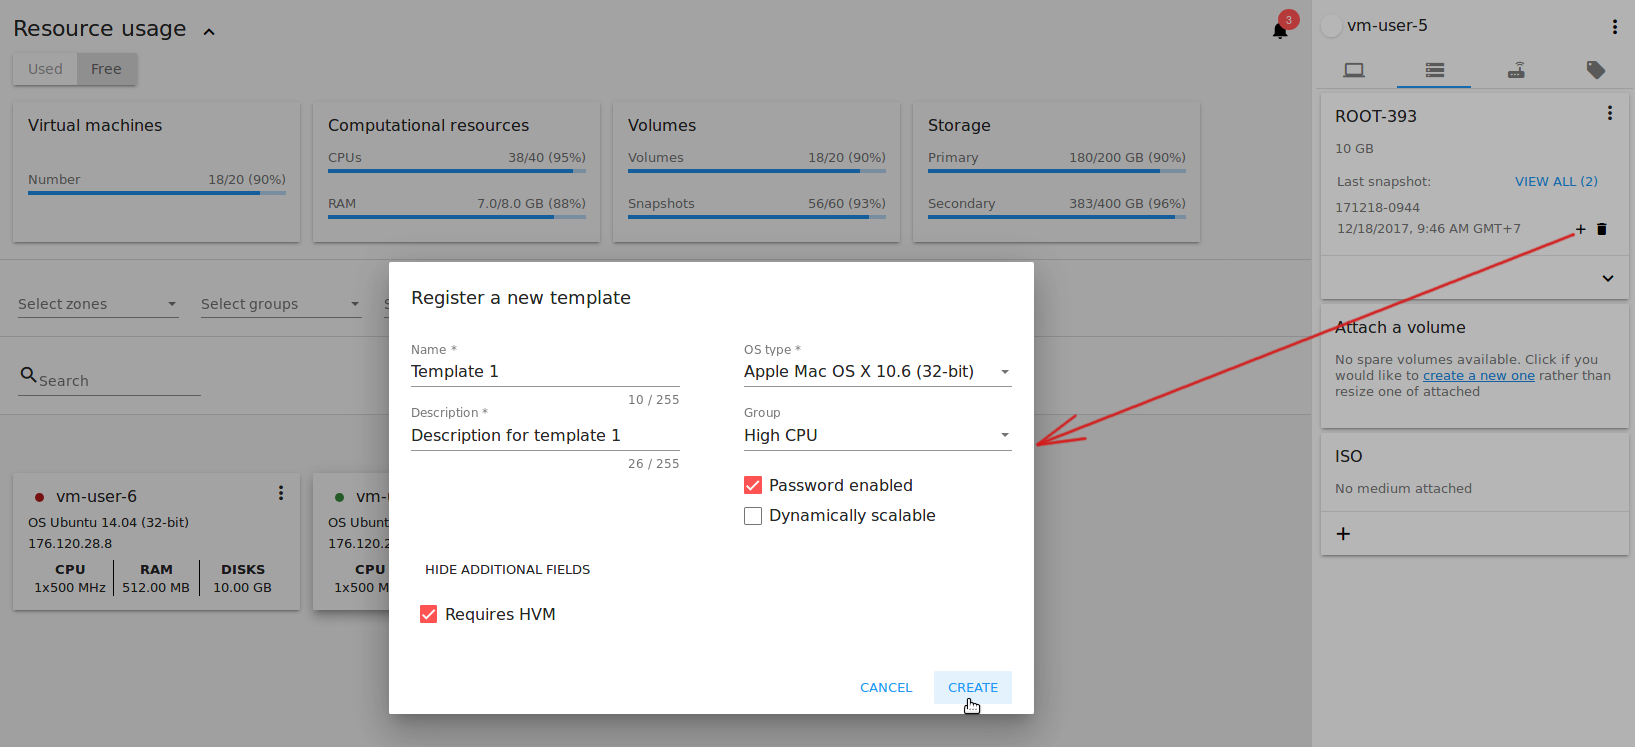 Resource usage
3
Used Free
Virtual machines
Number 18/20 (90%)
Computational resources
CPUs 38/40 (95%)
RAM 7.0/8.0 GB (88%)
Volumes
Volumes 18/20 (90%)
Snapshots 56/60 (93%)
Storage
Primary 180/200 GB (90%)
Secondary 383/400 GB (96%)
Select zones
Select groups
Search
vm-user-6
OS Ubuntu 14.04 (32-bit)
176.120.28.8
CPU RAM DISKS
1x500 MHz 512.00 MB 10.00 GB
vm-
OS Ubunt
176.120.2
CPU
1x500 M
Register a new template
Name *
Template 1
10 / 255
Description *
Description for template 1
26 / 255
OS type *
Apple Mac OS X 10.6 (32-bit)
Group
High CPU
Password enabled
Dynamically scalable
HIDE ADDITIONAL FIELDS
Requires HVM
CANCEL CREATE
vm-user-5
ROOT-393
10 GB
Last snapshot: VIEW ALL (2)
171218-0944
12/18/2017, 9:46 AM GMT+7
Attach a volume
No spare volumes available. Click if you
would like to create a new one rather than
resize one of attached
ISO
No medium attached